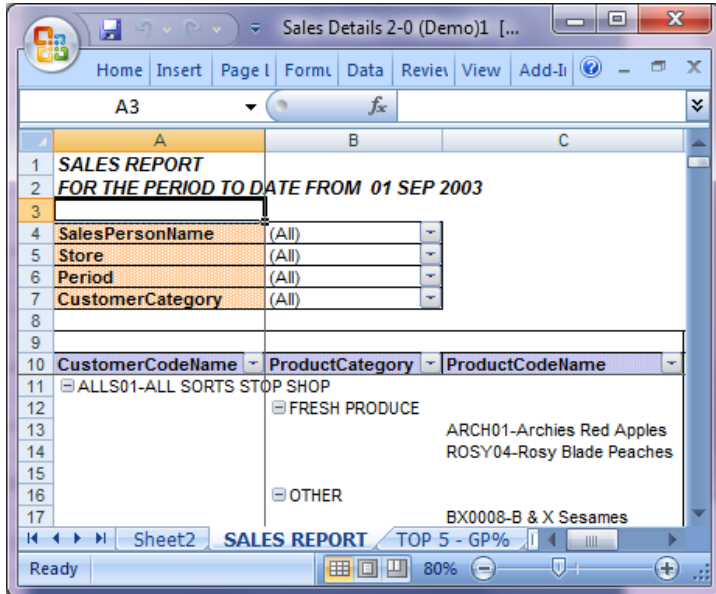 Sales Details 2-0 (Demo)1 [...
Home Insert Page L Formu Data Review View Add-In
A3 fx
A B C
1 SALES REPORT
2 FOR THE PERIOD TO DATE FROM 01 SEP 2003
3
4 SalesPersonName (All)
5 Store (All)
6 Period (All)
7 CustomerCategory (All)
8
9
10 CustomerCodeName ProductCategory ProductCodeName
11 ALLS01-ALL SORTS STOP SHOP
12 FRESH PRODUCE
13 ARCH01-Archies Red Apples
14 ROSY04-Rosy Blade Peaches
15
16 OTHER
17 BX0008-B & X Sesames
Sheet2 SALES REPORT TOP 5 - GP%
Ready 80%